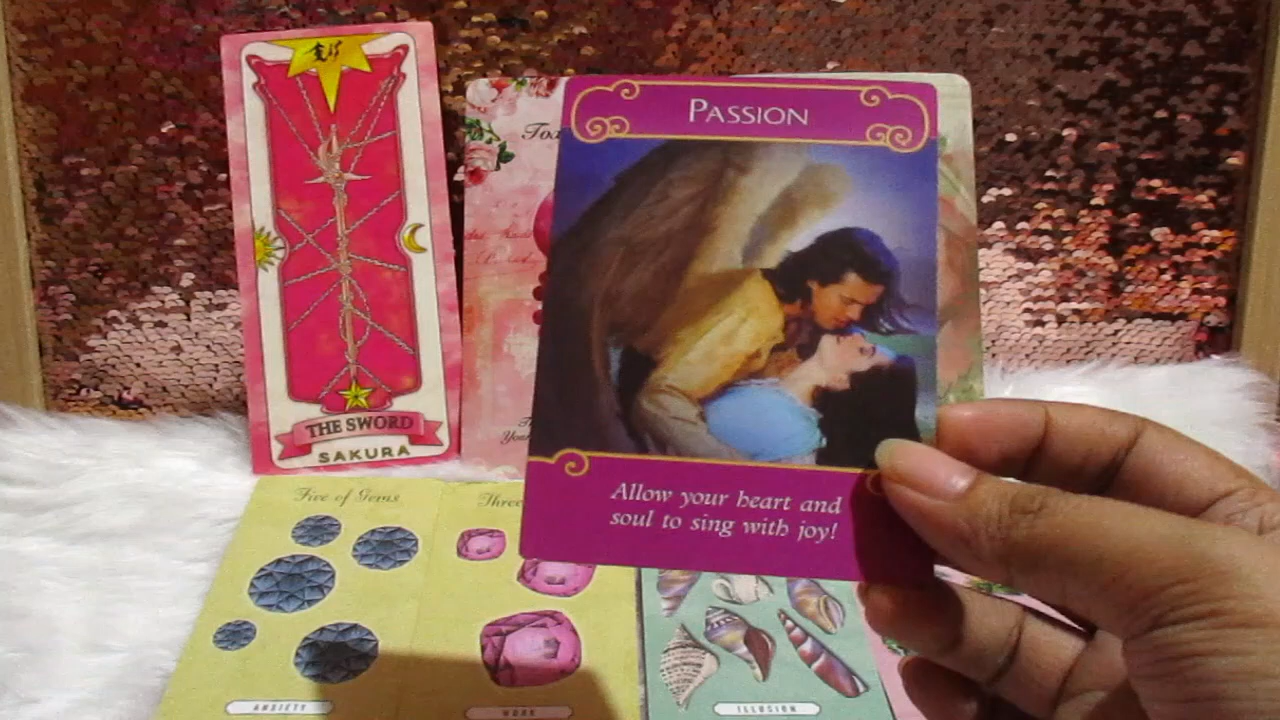 PASSION
Allow your heart and
soul to sing with joy!
THE SWORD
SAKURA
Five of Gems
Three
ANXIETY
WORK
ILLUSION